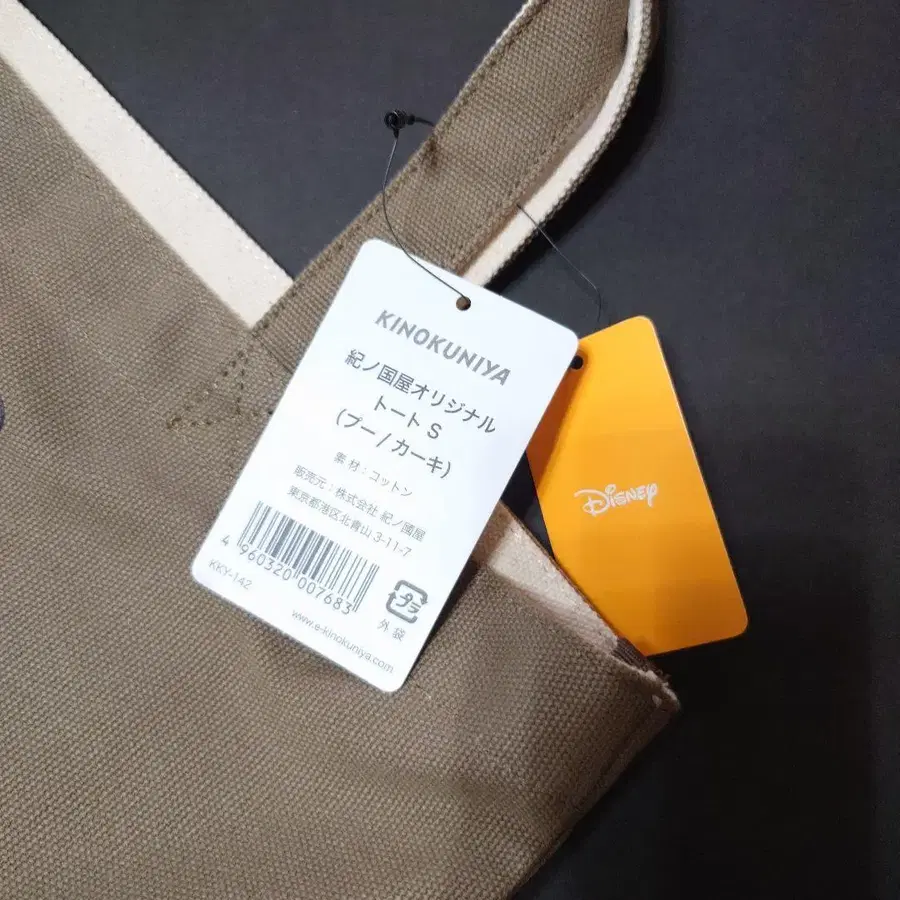 KINOKUNIYA
紀ノ国屋オリジナル
トート S
(プー / カーキ)
素 材：コットン
販売元：株式会社 紀ノ國屋
東京都港区北青山 3-11-7
4 960320 007683
KKY-142
プラ
外 袋
www.e-kinokuniya.com
DISNEY